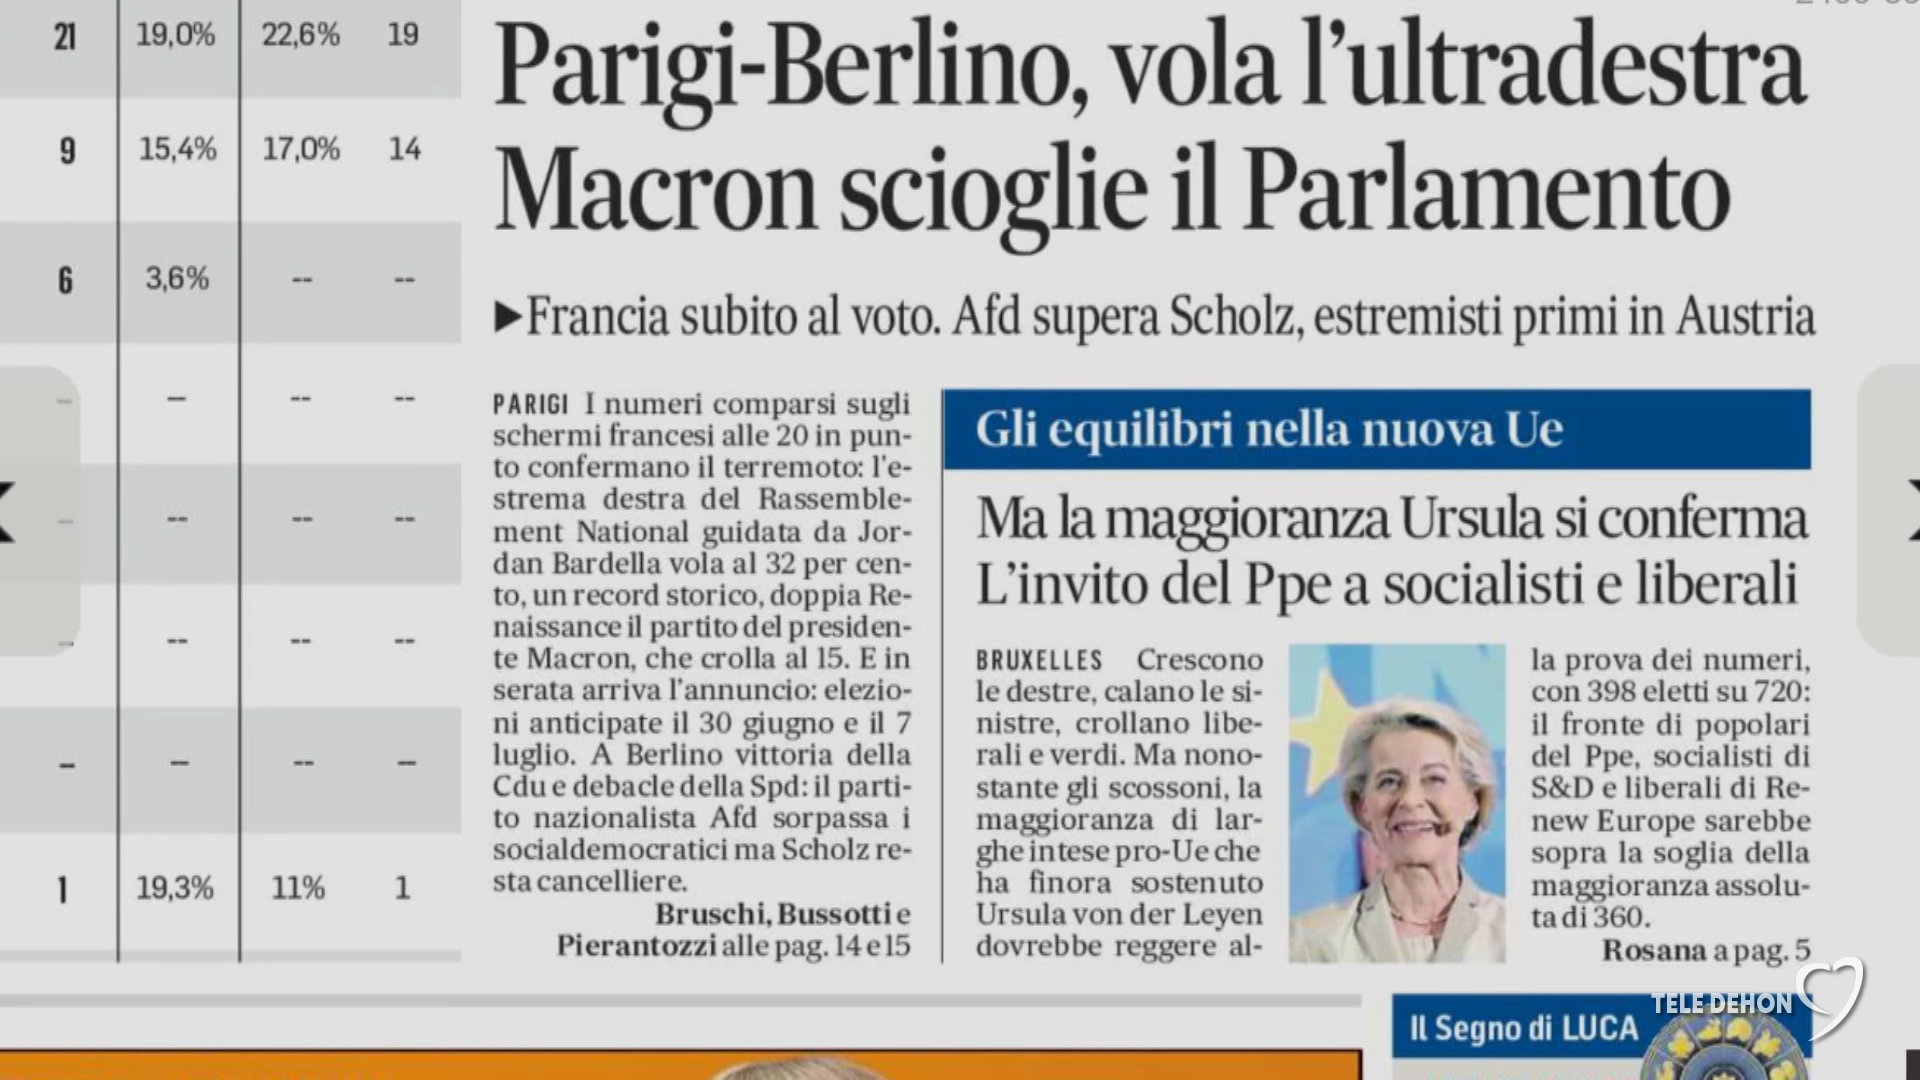 21 19,0% 22,6% 19
9 15,4% 17,0% 14
6 3,6% -- --
-- -- -- --
-- -- -- --
-- -- -- --
-- -- -- --
1 19,3% 11% 1
Parigi-Berlino, vola l'ultradestra
Macron scioglie il Parlamento
▶Francia subito al voto. Afd supera Scholz, estremisti primi in Austria
PARIGI I numeri comparsi sugli
schermi francesi alle 20 in pun-
to confermano il terremoto: l'e-
strema destra del Rassemble-
ment National guidata da Jor-
dan Bardella vola al 32 per cen-
to, un record storico, doppia Re-
naissance il partito del presiden-
te Macron, che crolla al 15. E in
serata arriva l'annuncio: elezio-
ni anticipate il 30 giugno e il 7
luglio. A Berlino vittoria della
Cdu e debacle della Spd: il parti-
to nazionalista Afd sorpassa i
socialdemocratici ma Scholz re-
sta cancelliere.
Bruschi, Bussotti e
Pierantozzi alle pag. 14 e 15
Gli equilibri nella nuova Ue
Ma la maggioranza Ursula si conferma
L'invito del Ppe a socialisti e liberali
BRUXELLES Crescono
le destre, calano le si-
nistre, crollano libe-
rali e verdi. Ma nono-
stante gli scossoni, la
maggioranza di lar-
ghe intese pro-Ue che
ha finora sostenuto
Ursula von der Leyen
dovrebbe reggere al-
la prova dei numeri,
con 398 eletti su 720:
il fronte di popolari
del Ppe, socialisti di
S&D e liberali di Re-
new Europe sarebbe
sopra la soglia della
maggioranza assolu-
ta di 360.
Rosana a pag. 5
TELE DEHON
Il Segno di LUCA